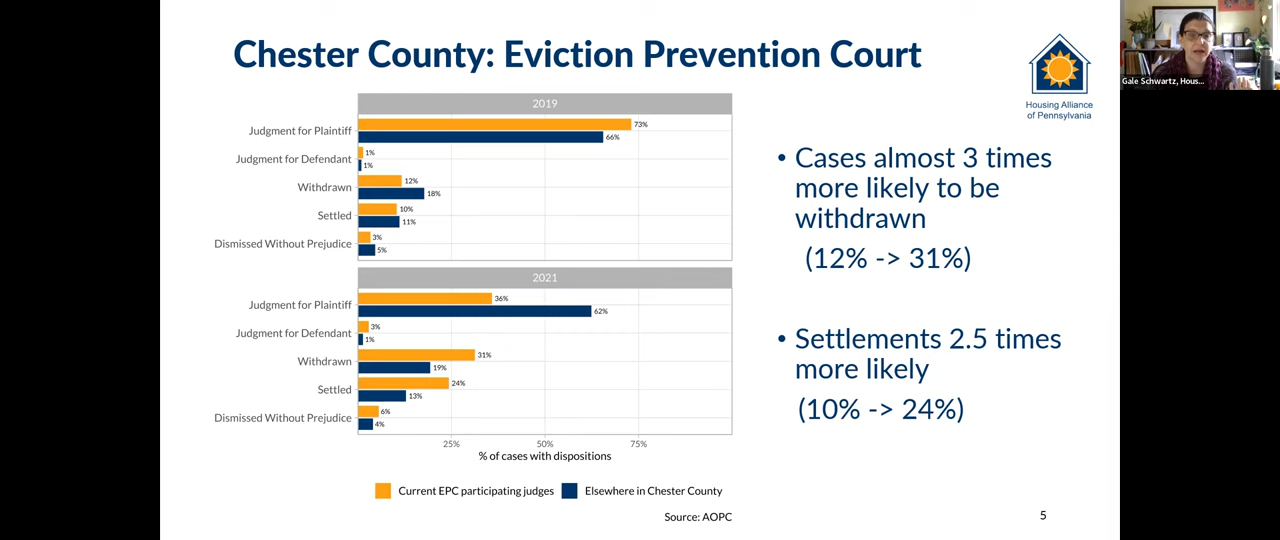 Chester County: Eviction Prevention Court
Housing Alliance
of Pennsylvania
Gale Schwartz, Hous...
2019
Judgment for Plaintiff
73%
66%
Judgment for Defendant
1%
1%
Withdrawn
12%
18%
Settled
10%
11%
Dismissed Without Prejudice
3%
5%
2021
Judgment for Plaintiff
36%
62%
Judgment for Defendant
3%
1%
Withdrawn
31%
19%
Settled
24%
13%
Dismissed Without Prejudice
6%
4%
25% 50% 75%
% of cases with dispositions
Current EPC participating judges Elsewhere in Chester County
Source: AOPC
• Cases almost 3 times
more likely to be
withdrawn
(12% -> 31%)
• Settlements 2.5 times
more likely
(10% -> 24%)
5